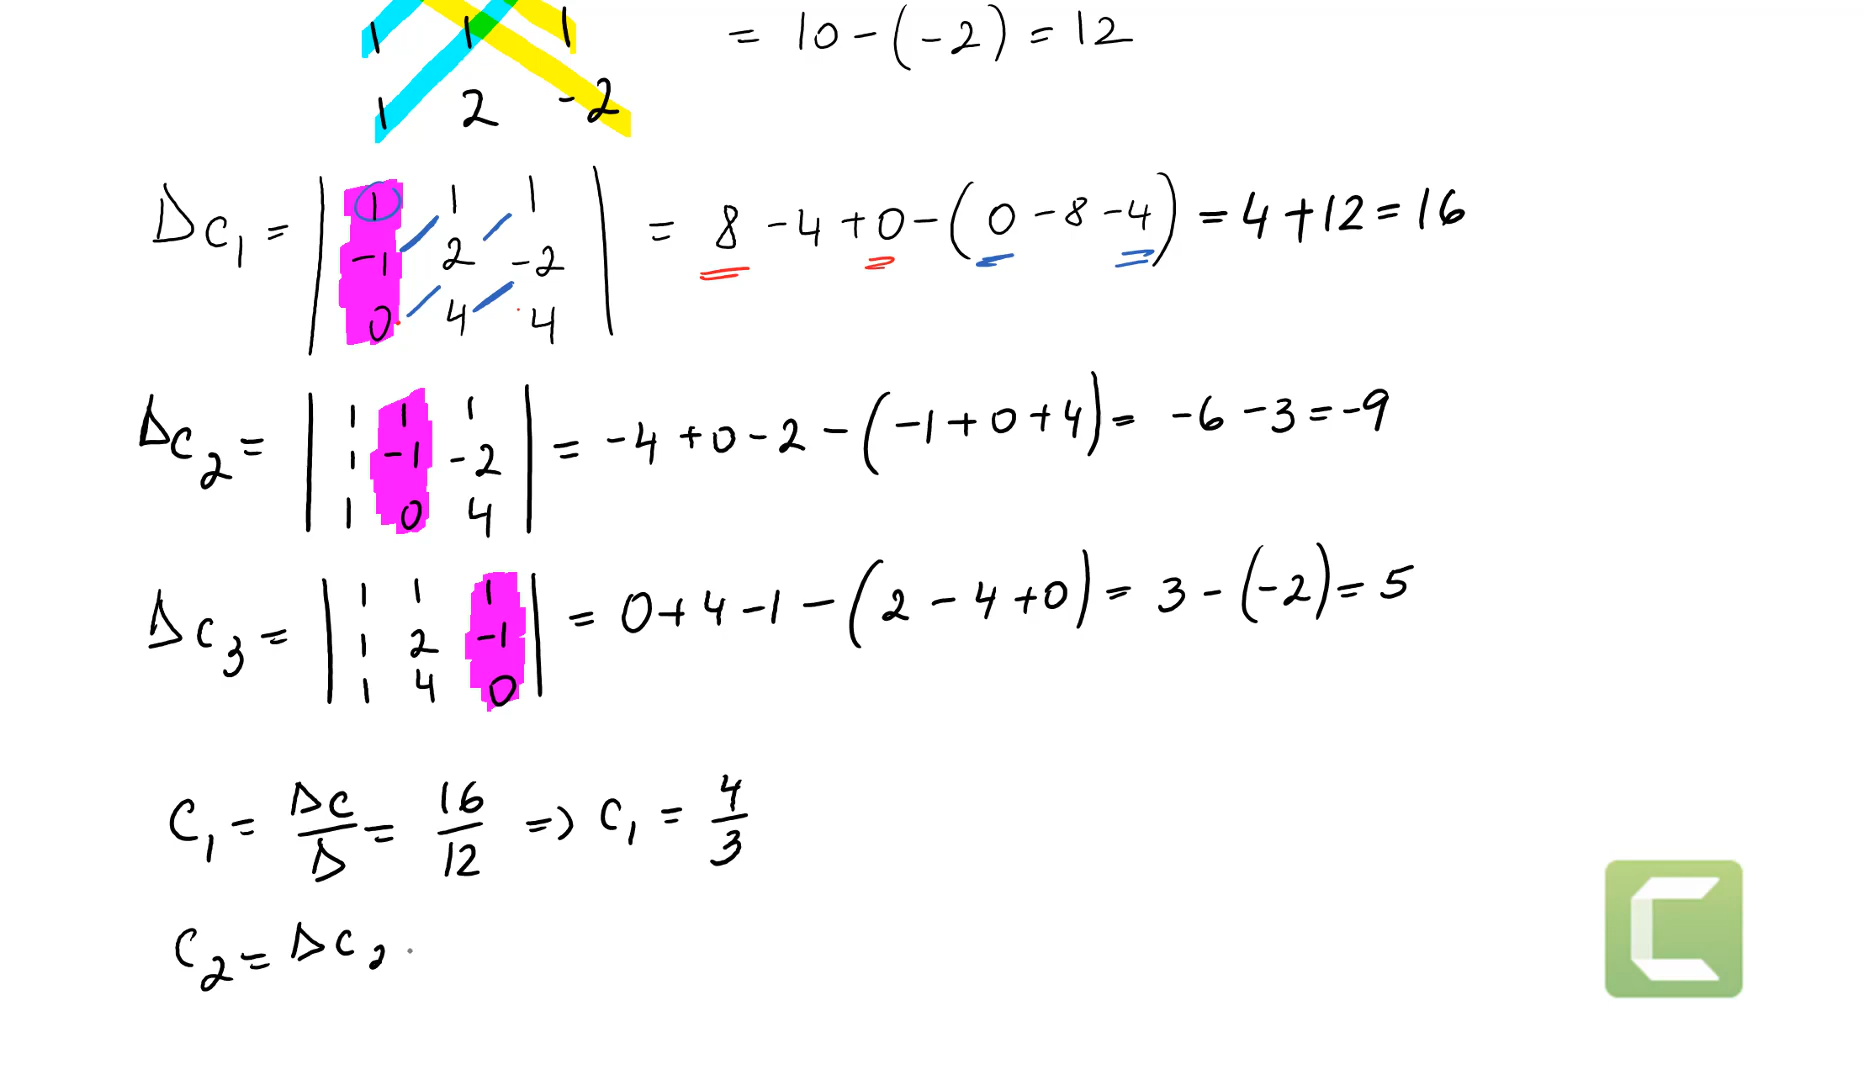 1 1 1 = 10 - (-2) = 12
1 2 -2
Δc₁ = | 1 1 1 | = 8 - 4 + 0 - (0 - 8 - 4) = 4 + 12 = 16
-1 2 -2
0 4 4
Δc₂ = | 1 1 1 | = -4 + 0 - 2 - (-1 + 0 + 4) = -6 - 3 = -9
1 -1 -2
1 0 4
Δc₃ = | 1 1 1 | = 0 + 4 - 1 - (2 - 4 + 0) = 3 - (-2) = 5
1 2 -1
1 4 0
C₁ = Δc/Δ = 16/12 => C₁ = 4/3
C₂ = Δc₂
C